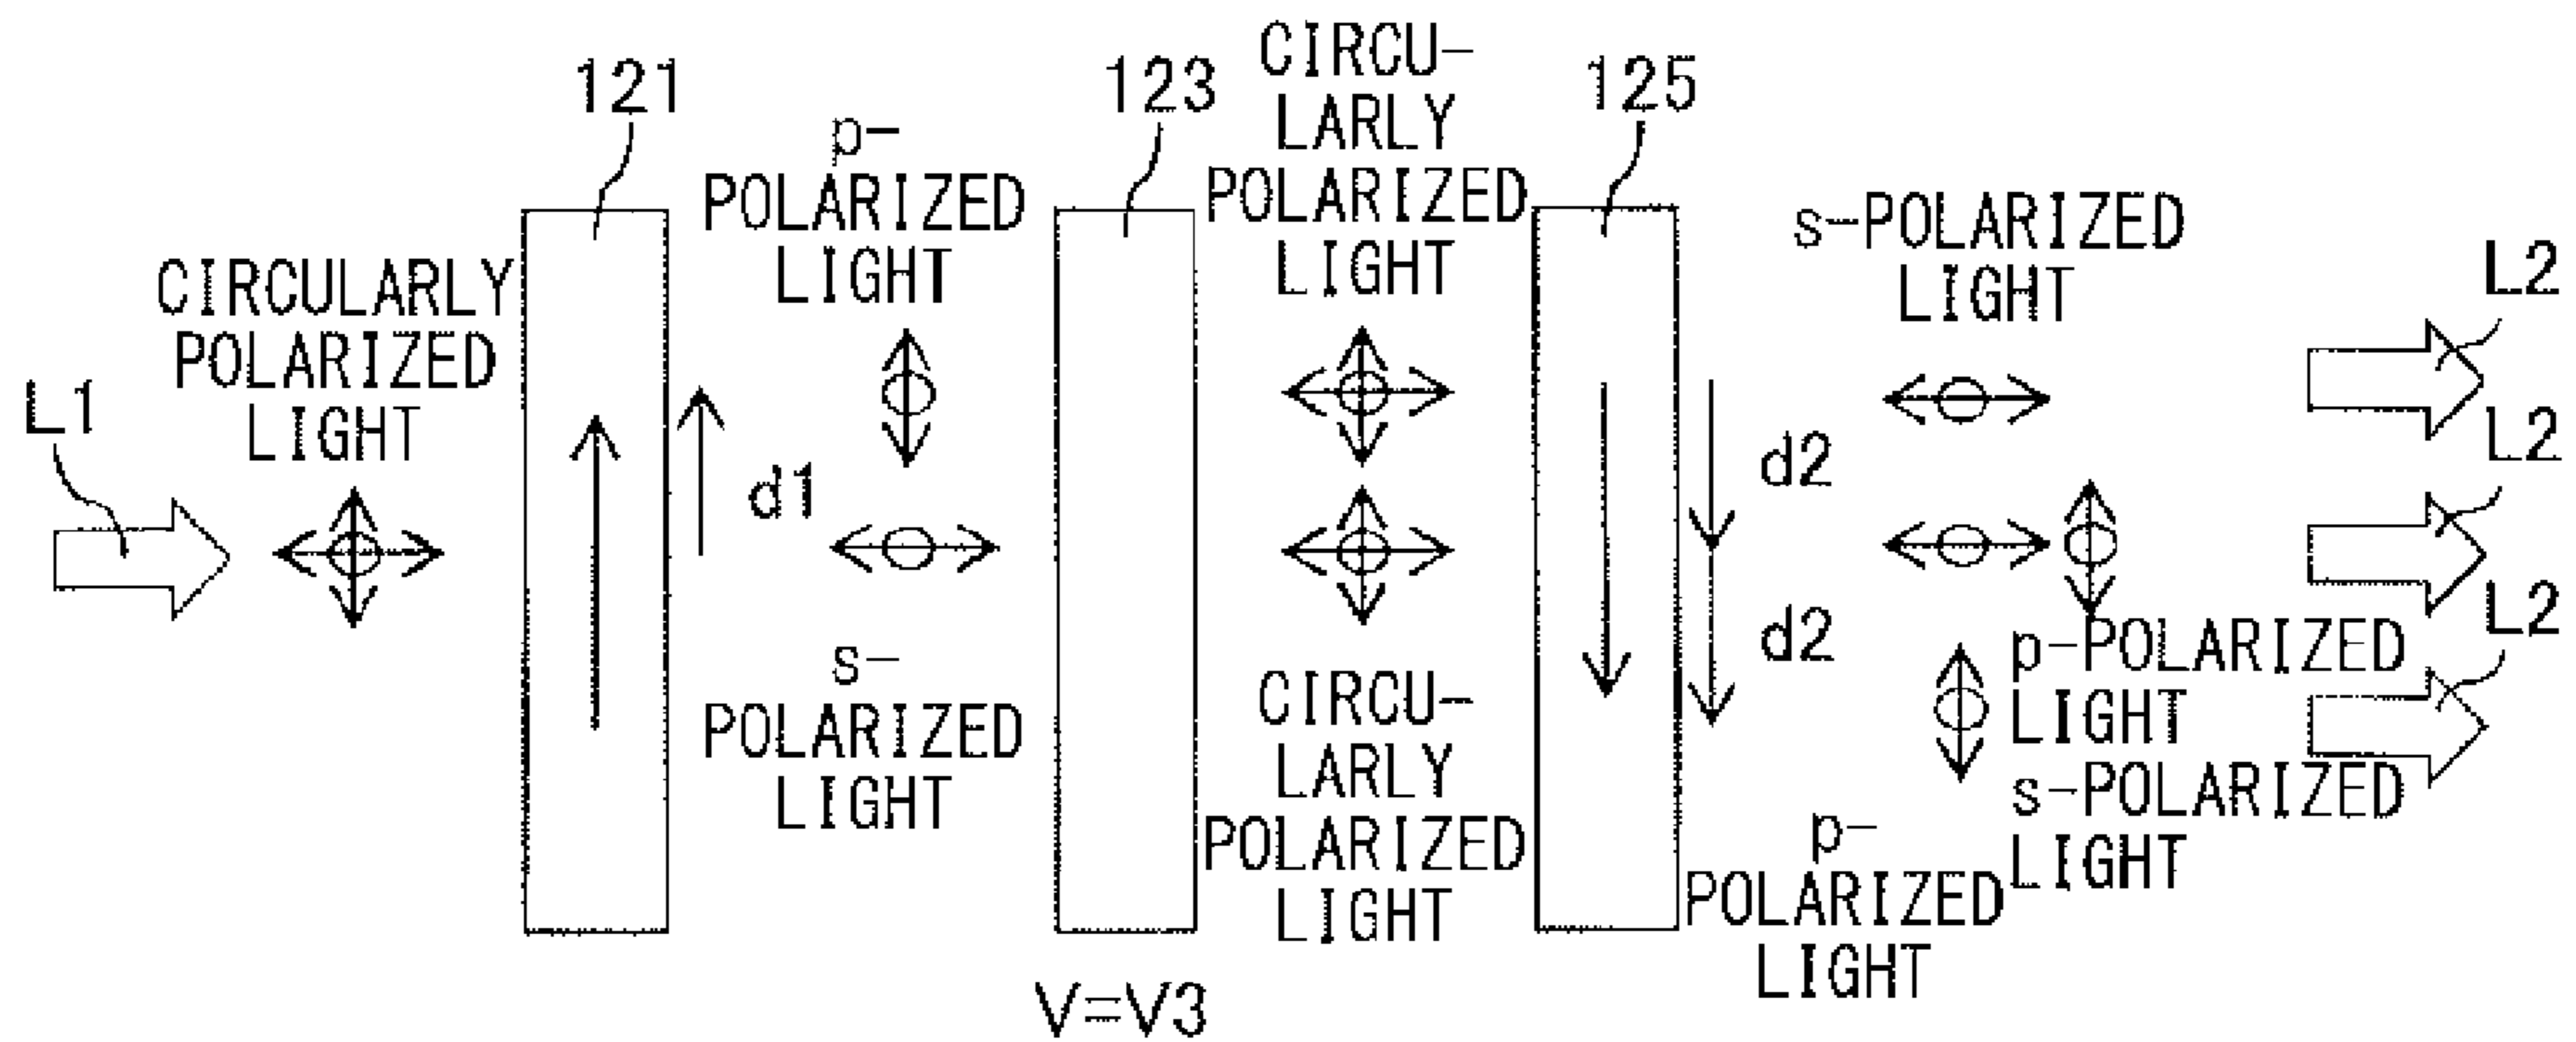 121
123
125
CIRCU-
LARLY
POLARIZED
LIGHT
p-
POLARIZED
LIGHT
s-POLARIZED
LIGHT
L2
CIRCULARLY
POLARIZED
LIGHT
L1
d1
d2
L2
d2
L2
s-
POLARIZED
LIGHT
CIRCU-
LARLY
POLARIZED
LIGHT
p-POLARIZED
LIGHT
s-POLARIZED
LIGHT
p-
POLARIZED
LIGHT
V=V3